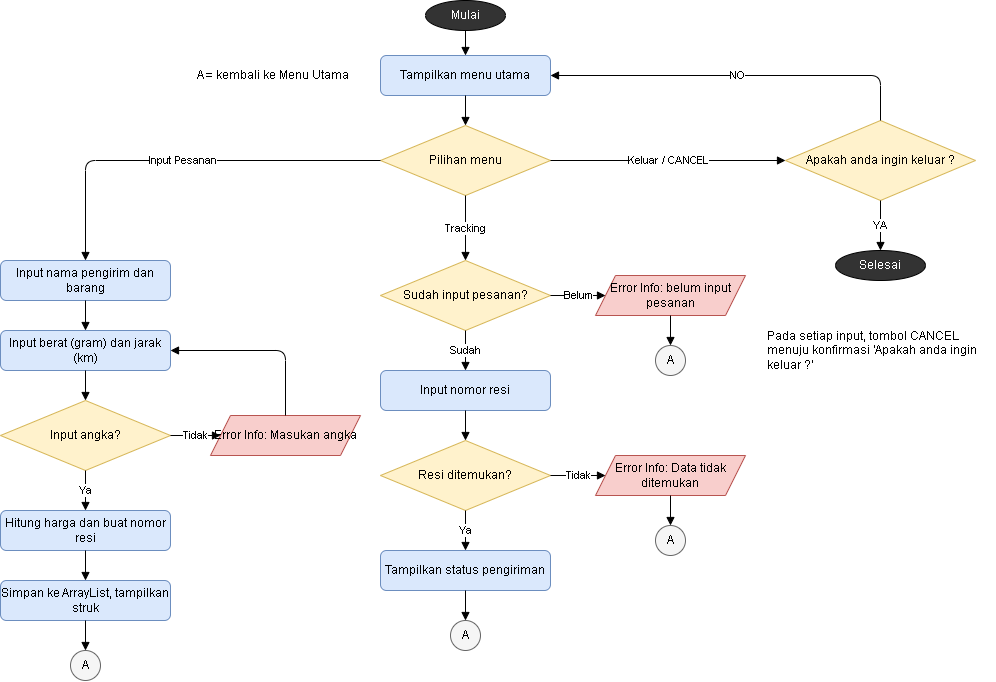 Mulai
A= kembali ke Menu Utama
Tampilkan menu utama
NO
Input Pesanan
Pilihan menu
Keluar / CANCEL
Apakah anda ingin keluar ?
Tracking
YA
Selesai
Input nama pengirim dan
barang
Sudah input pesanan?
Belum
Error Info: belum input
pesanan
Input berat (gram) dan jarak
(km)
Sudah
A
Pada setiap input, tombol CANCEL
menuju konfirmasi 'Apakah anda ingin
keluar ?'
Input nomor resi
Input angka?
Tidak
Error Info: Masukan angka
Resi ditemukan?
Tidak
Error Info: Data tidak
ditemukan
Ya
Hitung harga dan buat nomor
resi
Ya
A
Tampilkan status pengiriman
Simpan ke ArrayList, tampilkan
struk
A
A